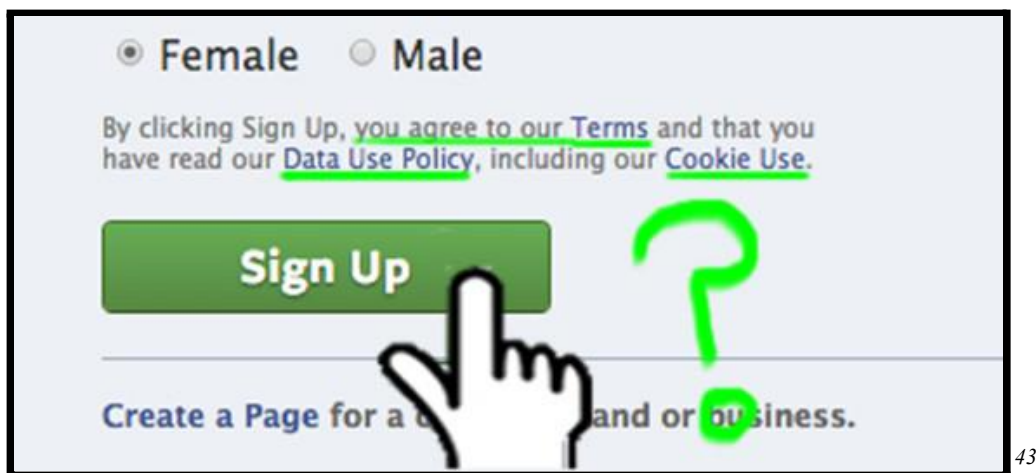 Female Male
By clicking Sign Up, you agree to our Terms and that you
have read our Data Use Policy, including our Cookie Use.
Sign Up
?
Create a Page for a and or business.
43